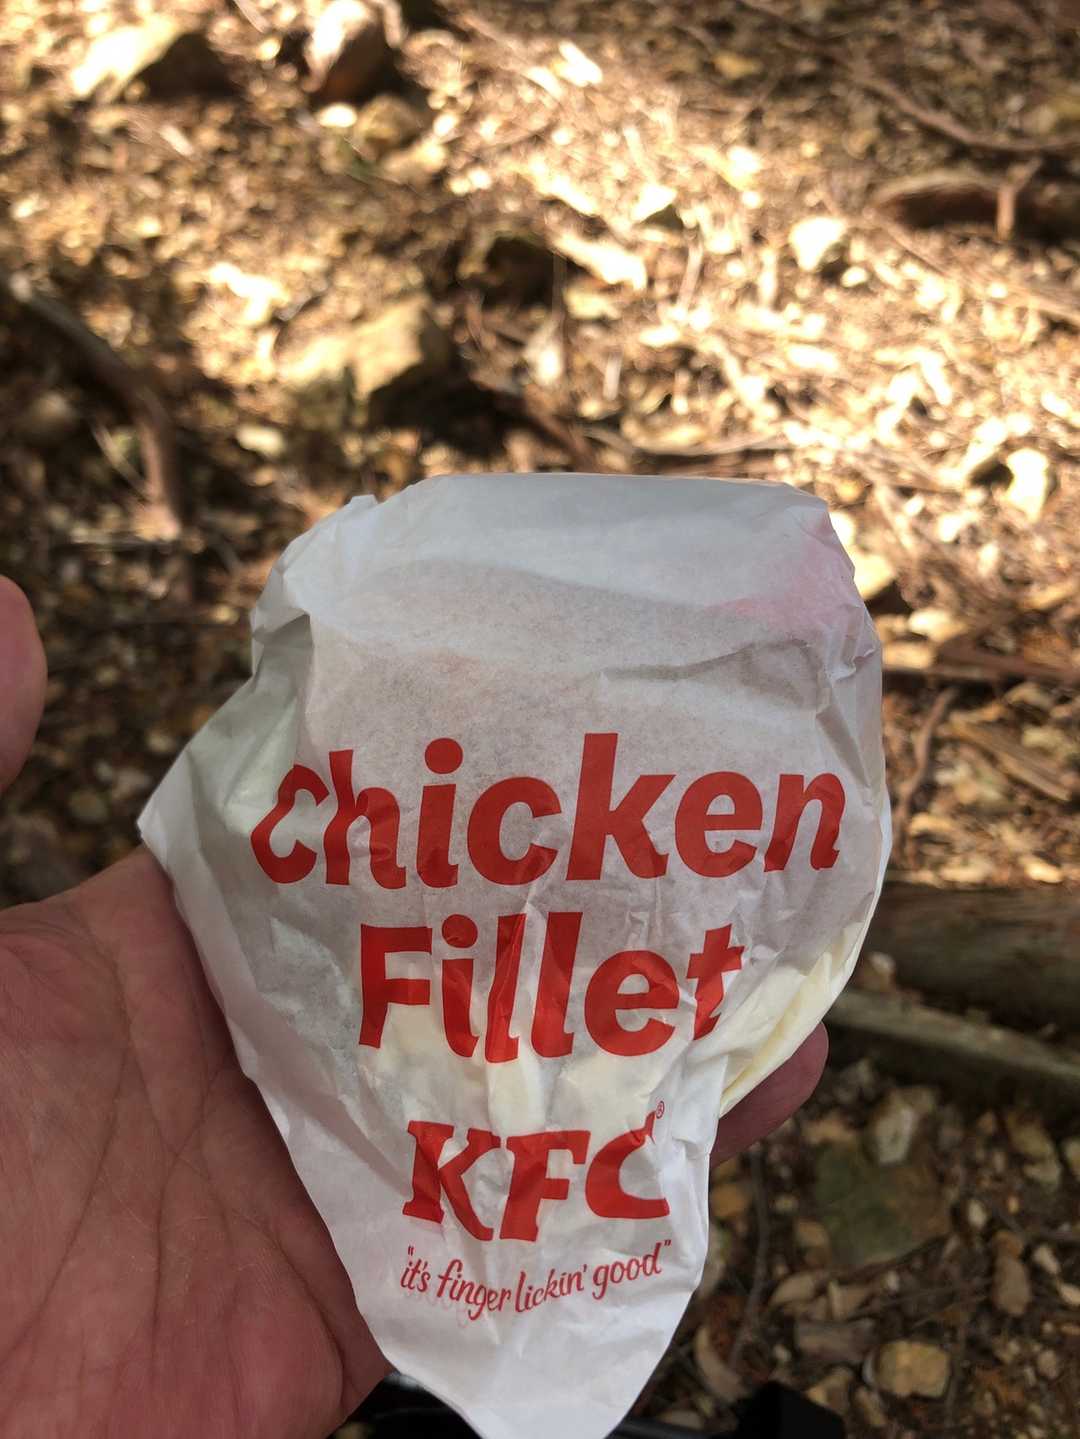 Chicken
Fillet
KFC®
"it's finger lickin' good"